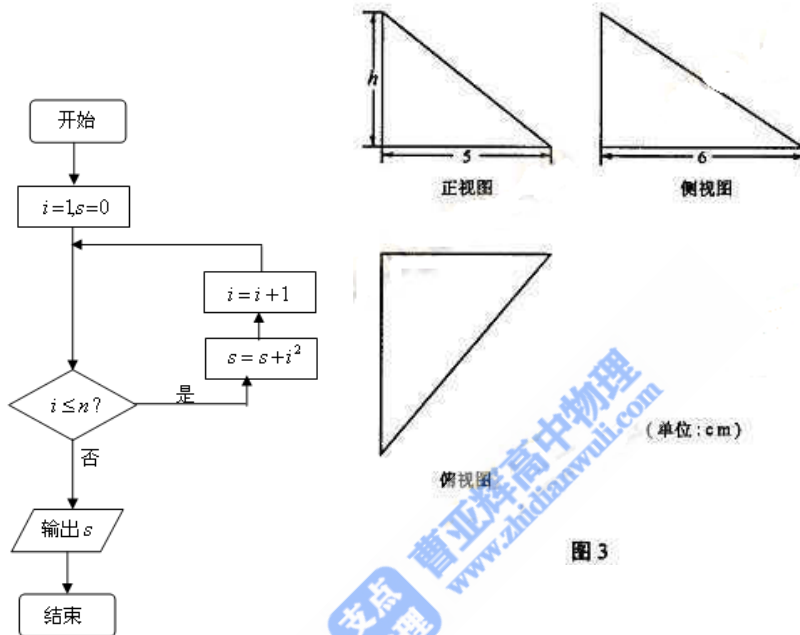 开始
i=1,s=0
i=i+1
s=s+i²
i≤n?
是
否
输出s
结束
h
5
正视图
6
侧视图
俯视图
(单位:cm)
图3
曹亚辉高中物理
www.zhidianwuli.com
支点
理